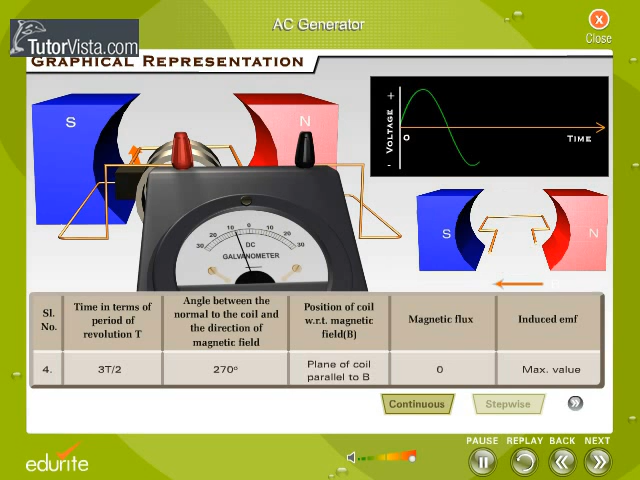 AC Generator
Close
TutorVista.com
GRAPHICAL REPRESENTATION
S
N
- VOLTAGE +
O
TIME
30 20 10 0 10 20 30
DC
GALVANOMETER
S
N
Sl. No.
Time in terms of period of revolution T
Angle between the normal to the coil and the direction of magnetic field
Position of coil w.r.t. magnetic field(B)
Magnetic flux
Induced emf
4.
3T/2
270°
Plane of coil parallel to B
0
Max. value
Continuous
Stepwise
PAUSE REPLAY BACK NEXT
edurite